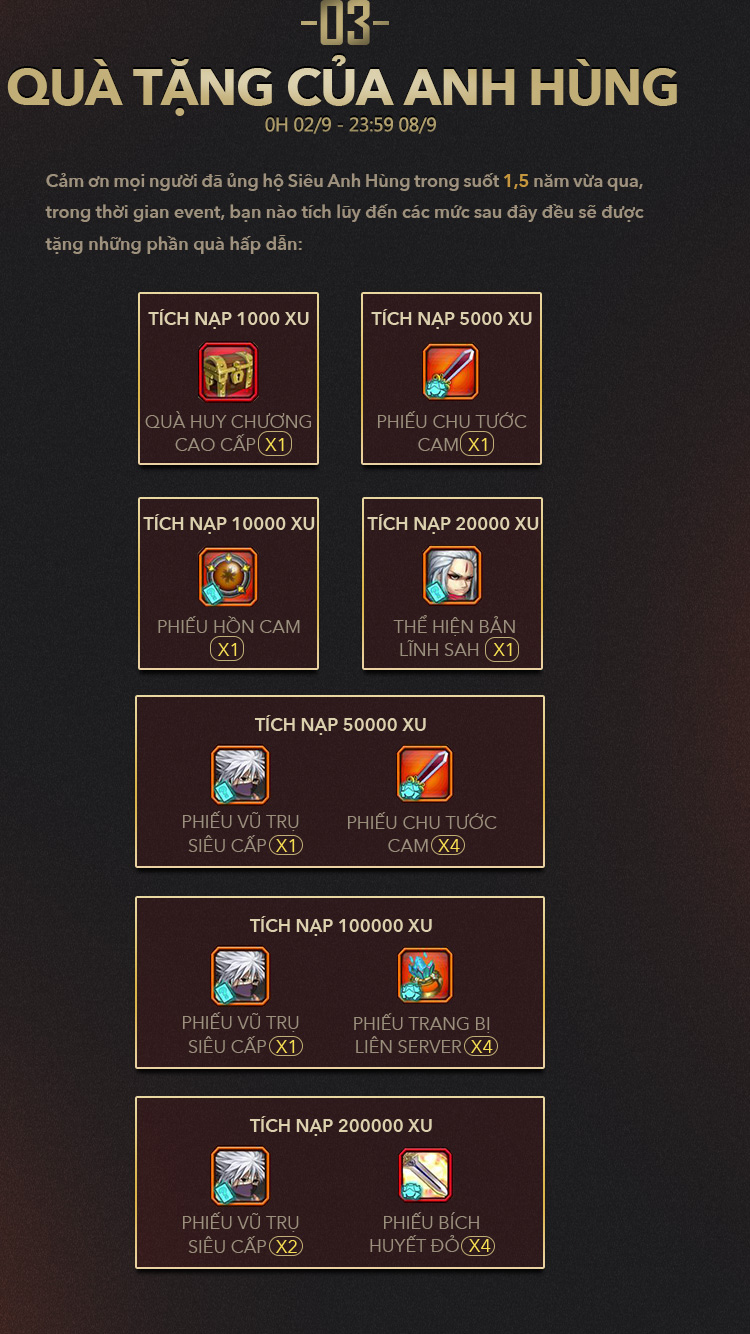 -03-
QUÀ TẶNG CỦA ANH HÙNG
0H 02/9 - 23:59 08/9
Cảm ơn mọi người đã ủng hộ Siêu Anh Hùng trong suốt 1,5 năm vừa qua,
trong thời gian event, bạn nào tích lũy đến các mức sau đây đều sẽ được
tặng những phần quà hấp dẫn:
TÍCH NẠP 1000 XU
QUÀ HUY CHƯƠNG
CAO CẤP X1
TÍCH NẠP 5000 XU
PHIẾU CHU TƯỚC
CAM X1
TÍCH NẠP 10000 XU
PHIẾU HỒN CAM
X1
TÍCH NẠP 20000 XU
THỂ HIỆN BẢN
LĨNH SAH X1
TÍCH NẠP 50000 XU
PHIẾU VŨ TRỤ
SIÊU CẤP X1
PHIẾU CHU TƯỚC
CAM X4
TÍCH NẠP 100000 XU
PHIẾU VŨ TRỤ
SIÊU CẤP X1
PHIẾU TRANG BỊ
LIÊN SERVER X4
TÍCH NẠP 200000 XU
PHIẾU VŨ TRỤ
SIÊU CẤP X2
PHIẾU BÍCH
HUYẾT ĐỎ X4